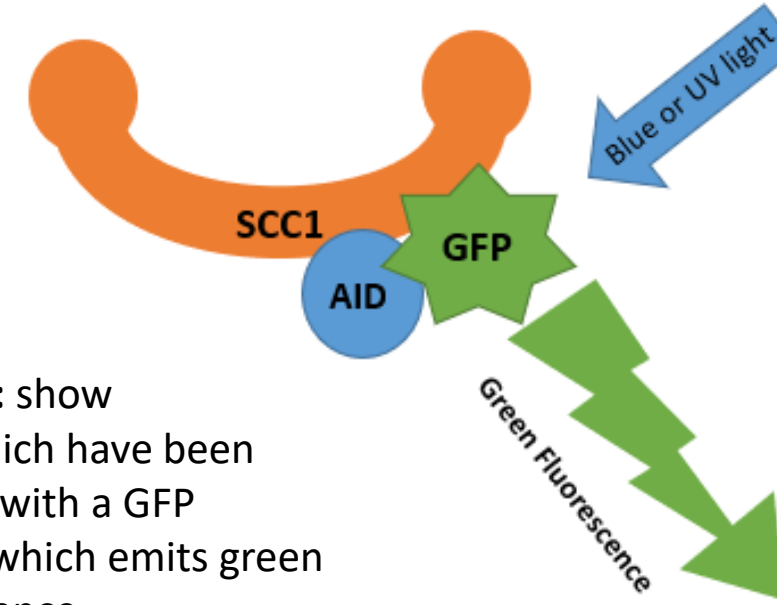 Blue or UV light
SCC1
GFP
AID
Green Fluorescence
: show
ich have been
with a GFP
which emits green